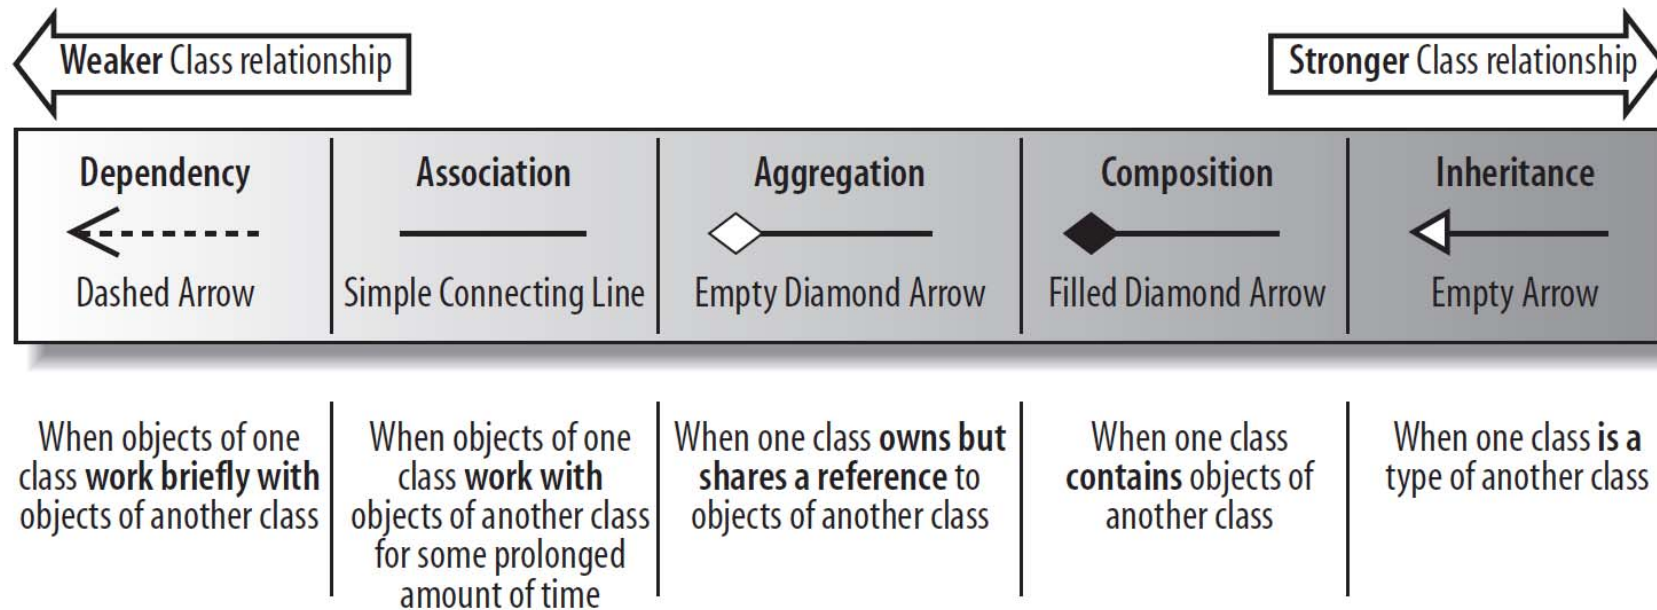 Weaker Class relationship
Stronger Class relationship
Dependency
Dashed Arrow
Association
Simple Connecting Line
Aggregation
Empty Diamond Arrow
Composition
Filled Diamond Arrow
Inheritance
Empty Arrow
When objects of one
class work briefly with
objects of another class
When objects of one
class work with
objects of another class
for some prolonged
amount of time
When one class owns but
shares a reference to
objects of another class
When one class
contains objects of
another class
When one class is a
type of another class